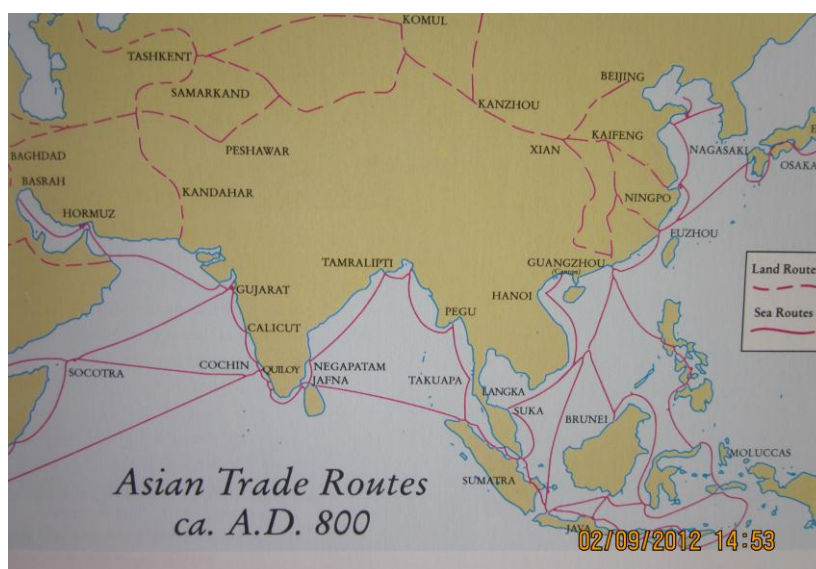 KOMUL
TASHKENT
BEIJING
SAMARKAND
KANZHOU
KAIFENG
PESHAWAR
XIAN
NAGASAKI
OSAKA
BAGHDAD
BASRAH
KANDAHAR
NINGPO
HORMUZ
FUZHOU
TAMRALIPTI
GUANGZHOU
(Canton)
Land Route
GUJARAT
HANOI
PEGU
Sea Routes
CALICUT
COCHIN
QUILOY
NEGAPATAM
SOCOTRA
JAFNA
TAKUAPA
LANGKA
SUKA
BRUNEI
MOLUCCAS
SUMATRA
Asian Trade Routes
ca. A.D. 800
JAVA
02/09/2012 14:53